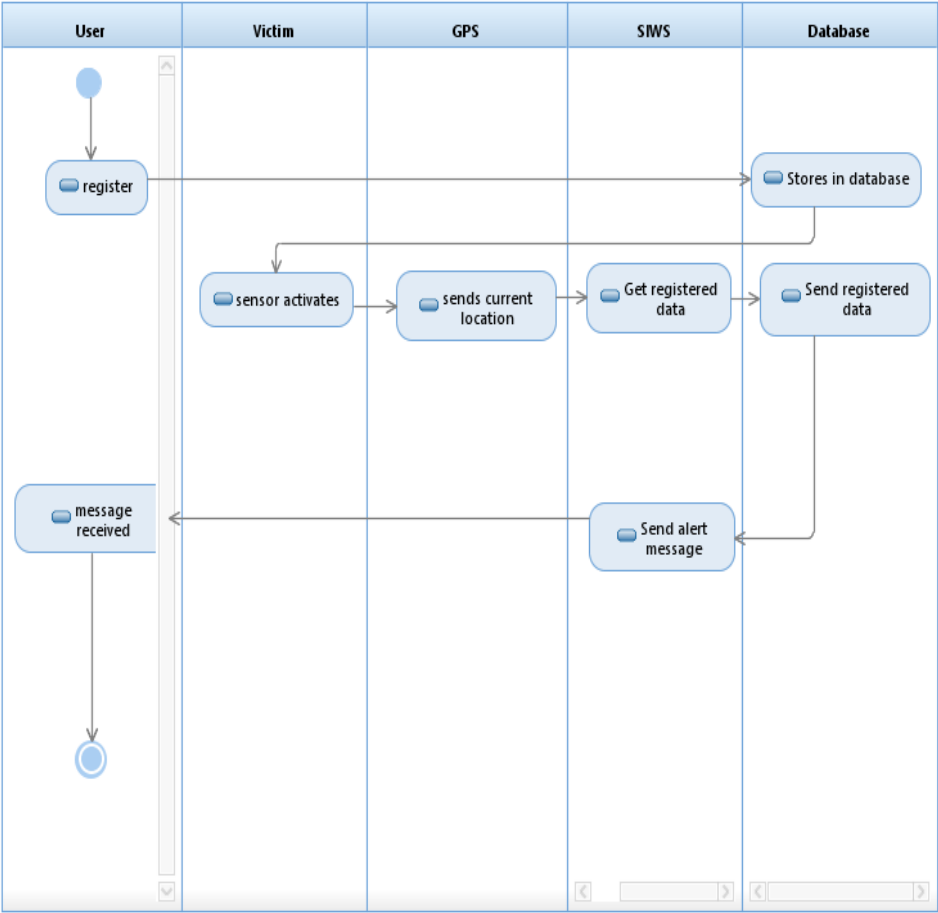 User
Victim
GPS
SIWS
Database
register
Stores in database
sensor activates
sends current
location
Get registered
data
Send registered
data
message
received
Send alert
message